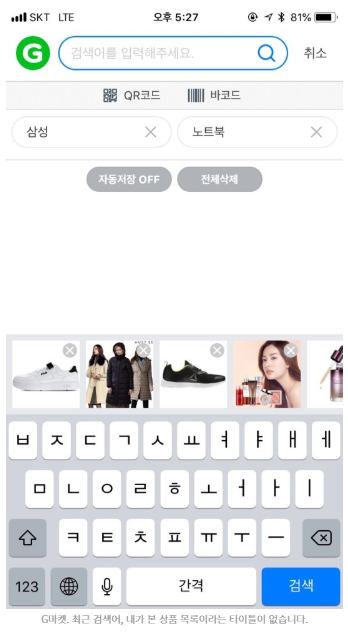 SKT LTE 오후 5:27 81%
G 검색어를 입력해주세요. 취소
QR코드 바코드
삼성 노트북
자동저장 OFF 전체삭제
ㅂ ㅈ ㄷ ㄱ ㅅ ㅛ ㅕ ㅑ ㅐ ㅔ
ㅁ ㄴ ㅇ ㄹ ㅎ ㅗ ㅓ ㅏ ㅣ
ㅋ ㅌ ㅊ ㅍ ㅠ ㅜ ㅡ
123 간격 검색
G마켓. 최근 검색어, 내가 본 상품 목록이라는 타이틀이 없습니다.